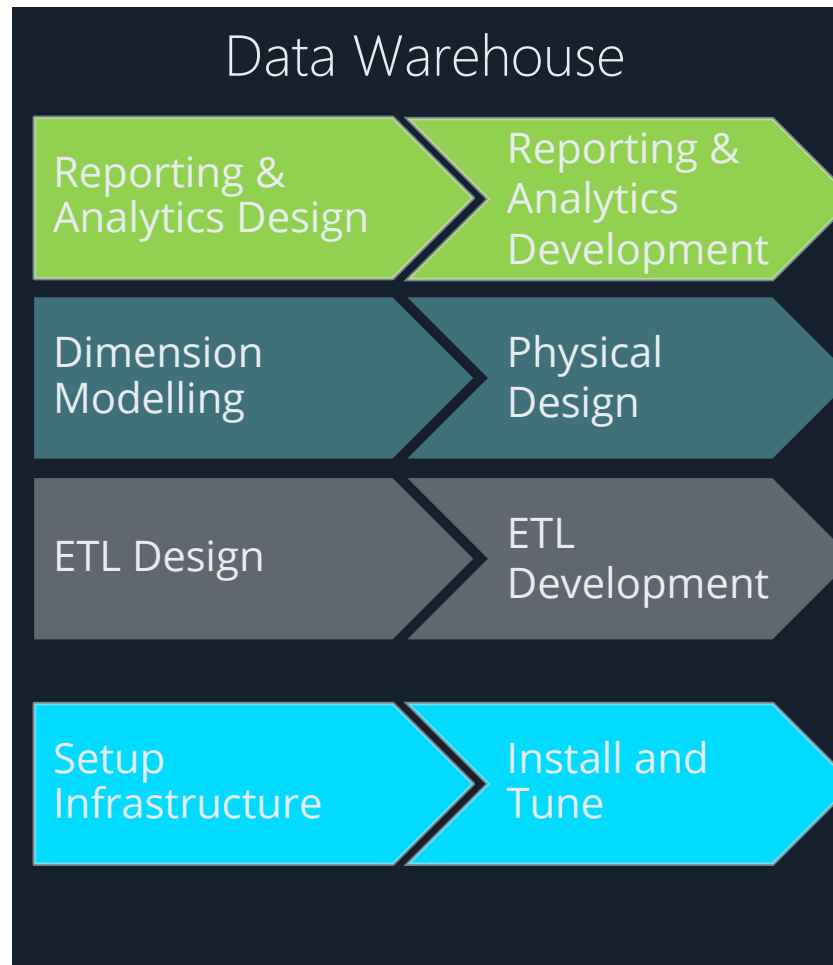 Data Warehouse
Reporting &
Analytics Design
Reporting &
Analytics
Development
Dimension
Modelling
Physical
Design
ETL Design
ETL
Development
Setup
Infrastructure
Install and
Tune